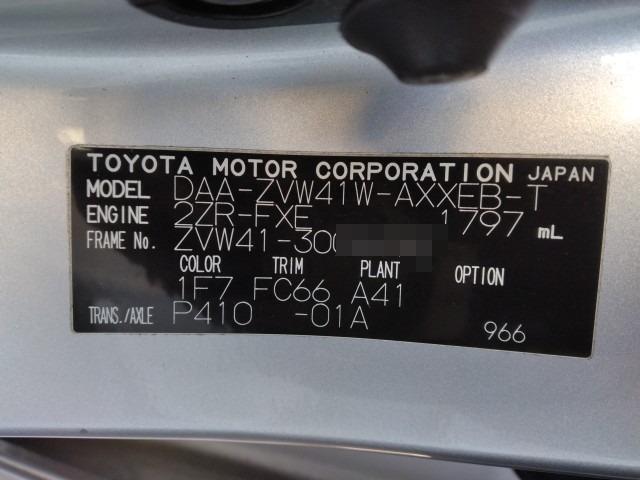 TOYOTA MOTOR CORPORATION JAPAN
MODEL DAA-ZVW41W-AXXEB-T
ENGINE 2ZR-FXE 1797 mL
FRAME No. ZVW41-300
COLOR TRIM PLANT OPTION
1F7 FC66 A41
TRANS./AXLE P410 -01A 966